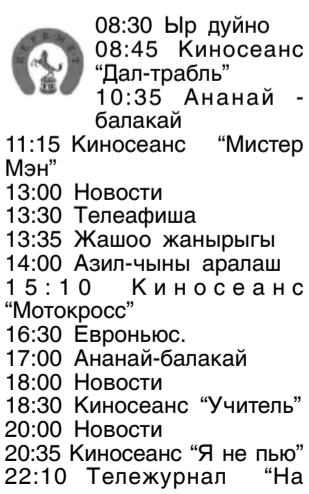 КЕРЕМЕТ
08:30 Ыр дуйно
08:45 Киносеанс
“Дал-трабль”
10:35 Ананай -
балакай
11:15 Киносеанс “Мистер
Мэн”
13:00 Новости
13:30 Телеафиша
13:35 Жашоо жанырыгы
14:00 Азил-чыны аралаш
15:10 Киносеанс
“Мотокросс”
16:30 Евроньюс.
17:00 Ананай-балакай
18:00 Новости
18:30 Киносеанс “Учитель”
20:00 Новости
20:35 Киносеанс “Я не пью”
22:10 Тележурнал “На